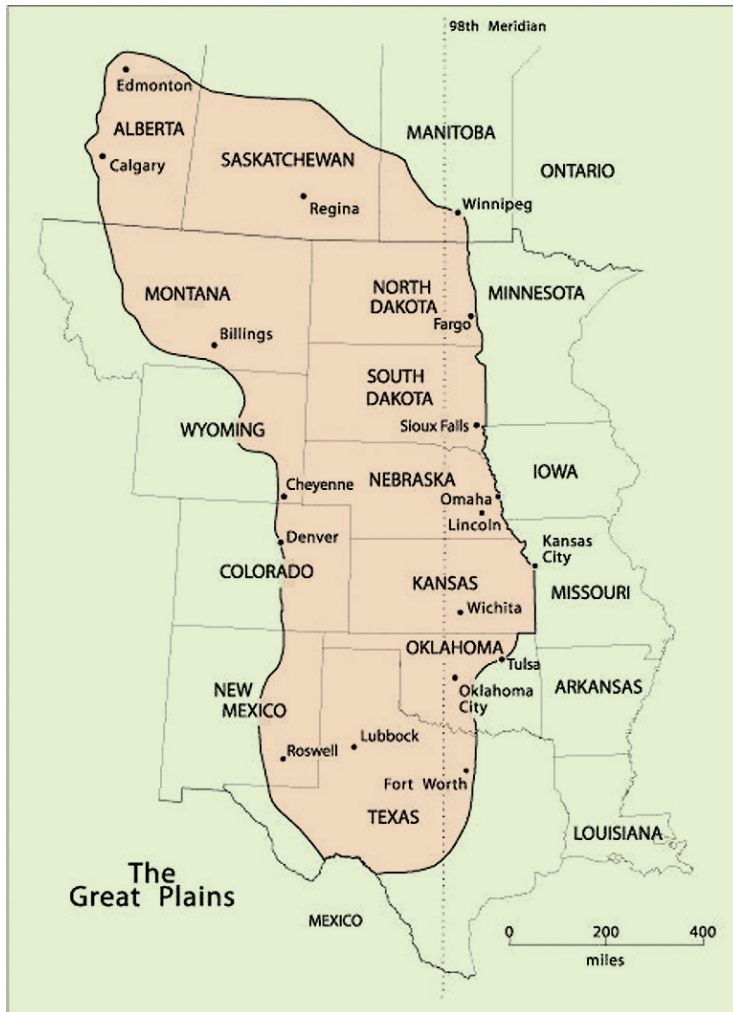 98th Meridian
Edmonton
ALBERTA
MANITOBA
Calgary
SASKATCHEWAN
ONTARIO
Regina
Winnipeg
MONTANA
NORTH
DAKOTA
MINNESOTA
Fargo
Billings
SOUTH
DAKOTA
WYOMING
Sioux Falls
IOWA
Cheyenne
NEBRASKA
Omaha
Lincoln
Denver
Kansas
City
COLORADO
KANSAS
MISSOURI
Wichita
OKLAHOMA
Tulsa
NEW
MEXICO
Oklahoma
City
ARKANSAS
Roswell
Lubbock
Fort Worth
TEXAS
LOUISIANA
The
Great Plains
MEXICO
0 200 400
miles